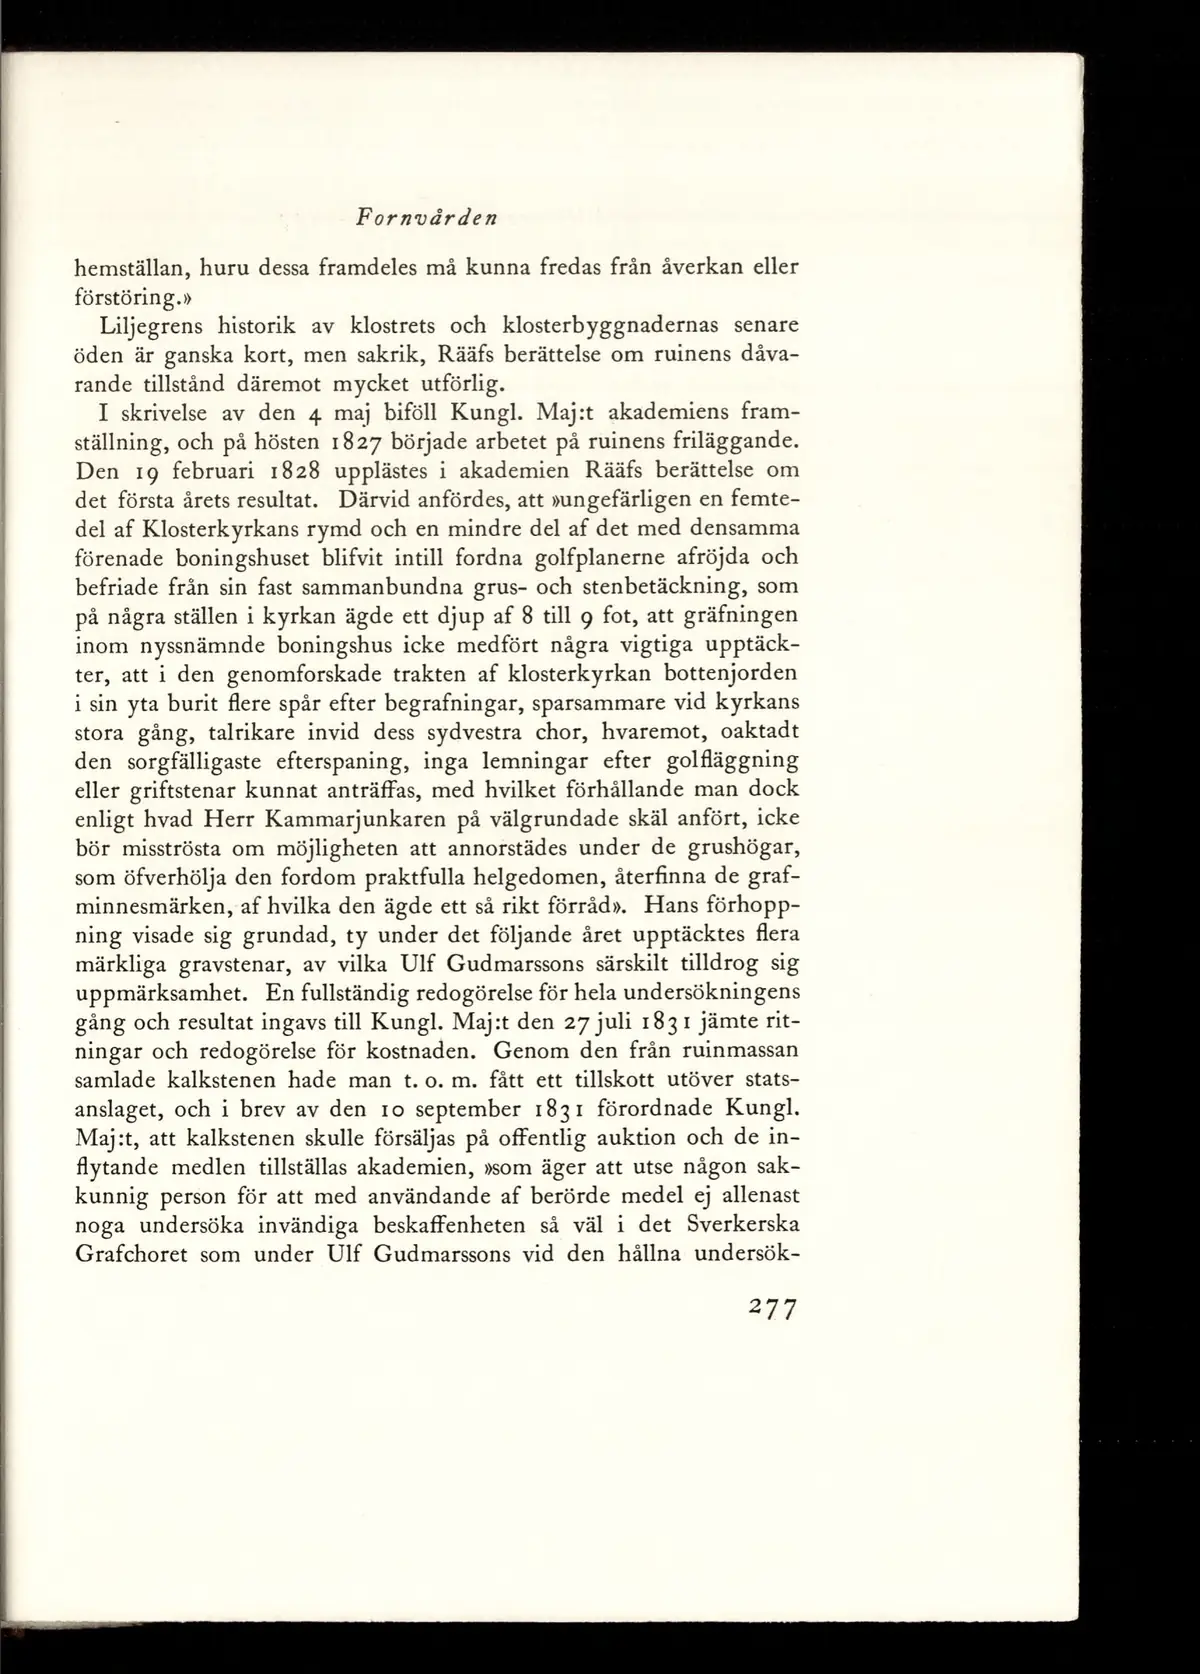 Fornvården
hemställan, huru dessa framdeles må kunna fredas från åverkan eller
förstöring.»
Liljegrens historik av klostrets och klosterbyggnadernas senare
öden är ganska kort, men sakrik, Rääfs berättelse om ruinens dåva-
rande tillstånd däremot mycket utförlig.
I skrivelse av den 4 maj biföll Kungl. Maj:t akademiens fram-
ställning, och på hösten 1827 började arbetet på ruinens friläggande.
Den 19 februari 1828 upplästes i akademien Rääfs berättelse om
det första årets resultat. Därvid anfördes, att »ungefärligen en femte-
del af Klosterkyrkans rymd och en mindre del af det med densamma
förenade boningshuset blifvit intill fordna golfplanerne afröjda och
befriade från sin fast sammanbundna grus- och stenbetäckning, som
på några ställen i kyrkan ägde ett djup af 8 till 9 fot, att gräfningen
inom nyssnämnde boningshus icke medfört några vigtiga upptäck-
ter, att i den genomforskade trakten af klosterkyrkan bottenjorden
i sin yta burit flere spår efter begrafningar, sparsammare vid kyrkans
stora gång, talrikare invid dess sydvestra chor, hvaremot, oaktadt
den sorgfälligaste efterspaning, inga lemningar efter golfläggning
eller griftstenar kunnat anträffas, med hvilket förhållande man dock
enligt hvad Herr Kammarjunkaren på välgrundade skäl anfört, icke
bör misströsta om möjligheten att annorstädes under de grushögar,
som öfverhölja den fordom praktfulla helgedomen, återfinna de graf-
minnesmärken, af hvilka den ägde ett så rikt förråd». Hans förhopp-
ning visade sig grundad, ty under det följande året upptäcktes flera
märkliga gravstenar, av vilka Ulf Gudmarssons särskilt tilldrog sig
uppmärksamhet. En fullständig redogörelse för hela undersökningens
gång och resultat ingavs till Kungl. Maj:t den 27 juli 1831 jämte rit-
ningar och redogörelse för kostnaden. Genom den från ruinmassan
samlade kalkstenen hade man t. o. m. fått ett tillskott utöver stats-
anslaget, och i brev av den 10 september 1831 förordnade Kungl.
Maj:t, att kalkstenen skulle försäljas på offentlig auktion och de in-
flytande medlen tillställas akademien, »som äger att utse någon sak-
kunnig person för att med användande af berörde medel ej allenast
noga undersöka invändiga beskaffenheten så väl i det Sverkerska
Grafchoret som under Ulf Gudmarssons vid den hållna undersök-
277